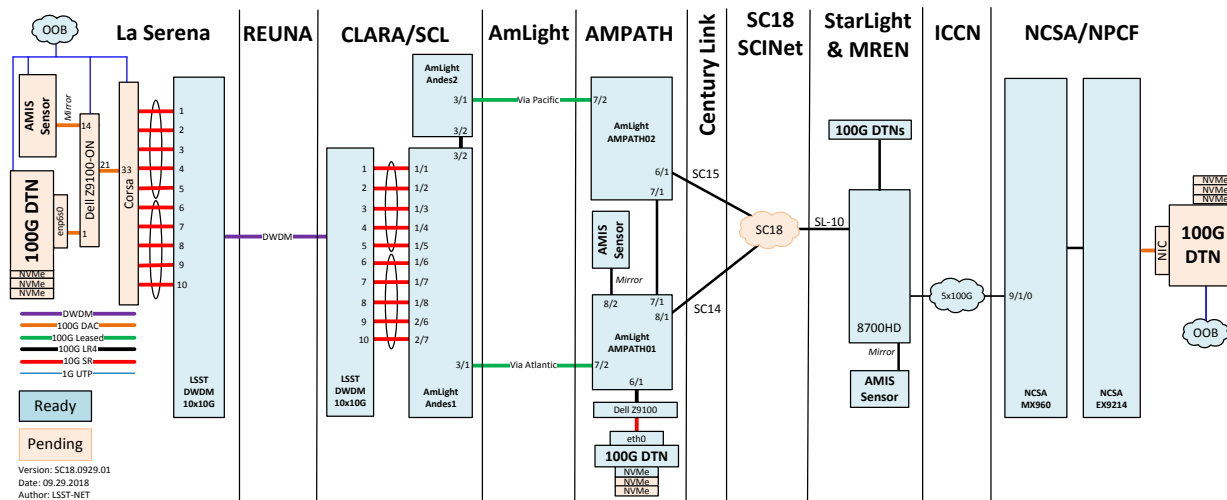 OOB
La Serena
REUNA
CLARA/SCL
AmLight
AMPATH
Century Link
SC18
SCINet
StarLight
& MREN
ICCN
NCSA/NPCF
AMIS
Sensor
Mirror
14
Dell Z9100-ON
21
1
enp6s0
100G DTN
NVMe
NVMe
NVMe
Corsa
33
1
2
3
4
5
6
7
8
9
10
LSST
DWDM
10x10G
DWDM
1
2
3
4
5
6
7
8
9
10
LSST
DWDM
10x10G
AmLight
Andes2
3/1
3/2
3/2
1/1
1/2
1/3
1/4
1/5
1/6
1/7
1/8
2/6
2/7
3/1
AmLight
Andes1
Via Pacific
Via Atlantic
7/2
AmLight
AMPATH02
6/1
7/1
AMIS
Sensor
Mirror
8/2
7/1
8/1
AmLight
AMPATH01
7/2
6/1
Dell Z9100
eth0
100G DTN
NVMe
NVMe
NVMe
SC15
SC14
SC18
SL-10
100G DTNs
8700HD
Mirror
AMIS
Sensor
5x100G
9/1/0
NCSA
MX960
NCSA
EX9214
NVMe
NVMe
NVMe
NIC
100G
DTN
OOB
DWDM
100G DAC
100G Leased
100G LR4
10G SR
1G UTP
Ready
Pending
Version: SC18.0929.01
Date: 09.29.2018
Author: LSST-NET